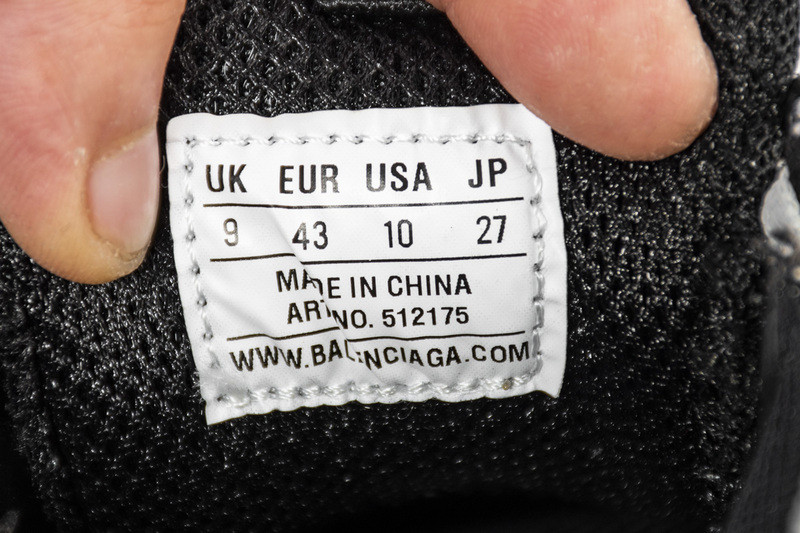 UK EUR USA JP
9 43 10 27
MADE IN CHINA
ART NO. 512175
WWW.BALENCIAGA.COM